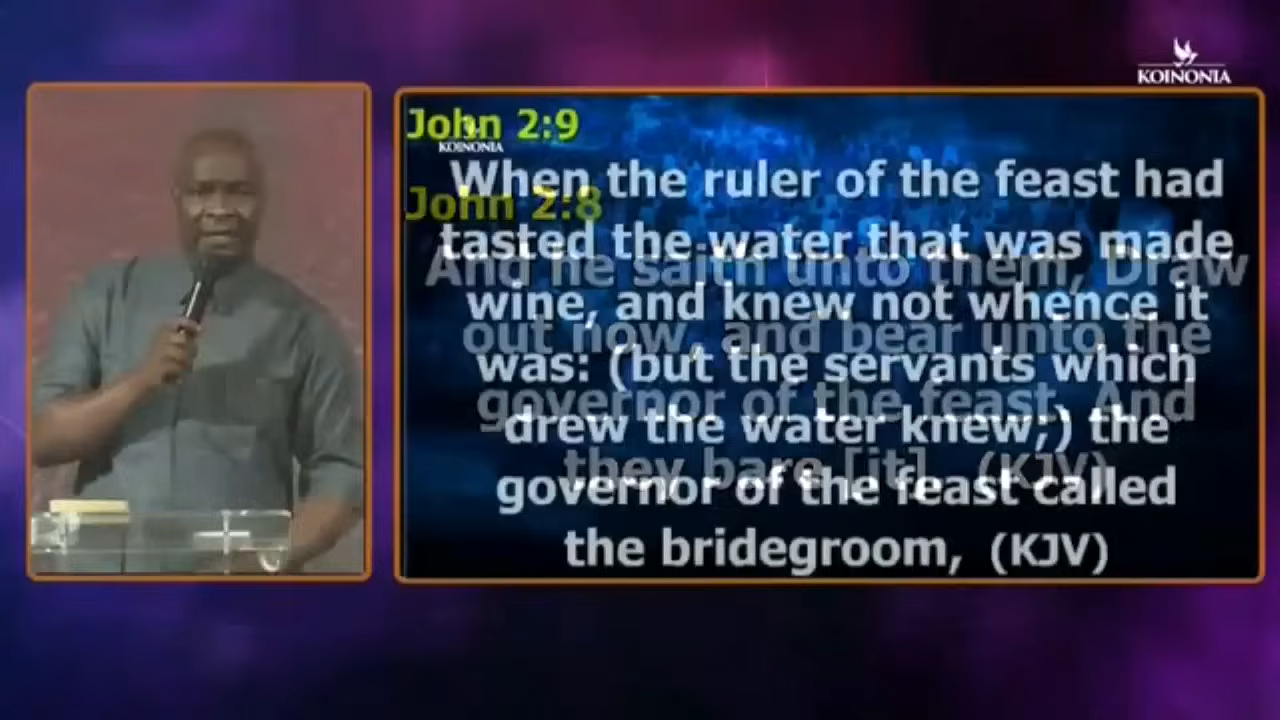 KOINONIA
John 2:9
KOINONIA
When the ruler of the feast had
tasted the water that was made
wine, and knew not whence it
was: (but the servants which
drew the water knew;) the
governor of the feast called
the bridegroom, (KJV)
John 2:8
And he saith unto them, Draw
out now, and bear unto the
governor of the feast. And
they bare [it]. (KJV)